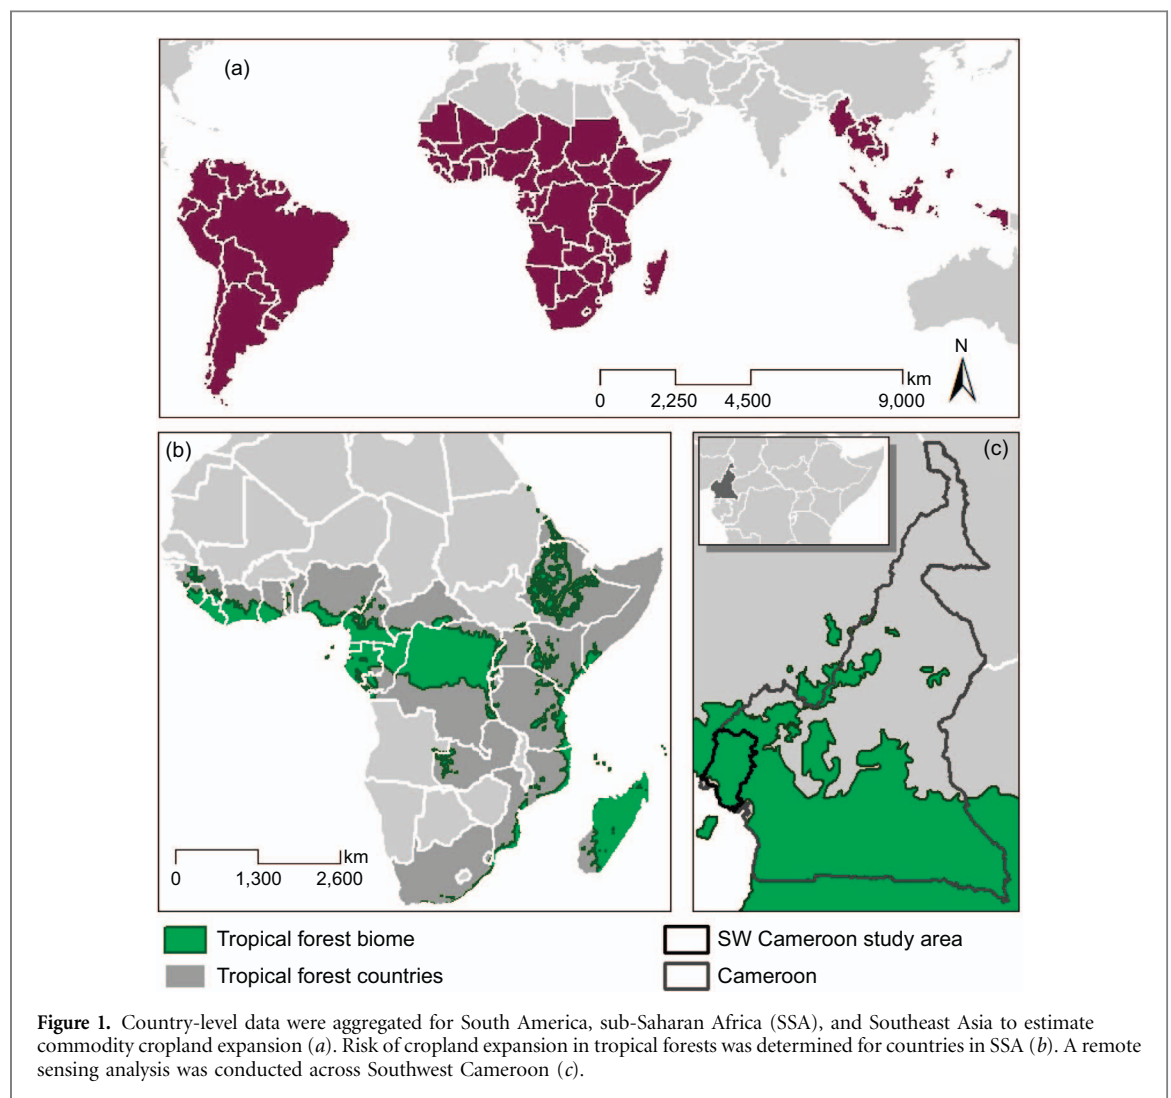 (a)
N
km
0 2,250 4,500 9,000
(b)
(c)
km
0 1,300 2,600
Tropical forest biome
SW Cameroon study area
Tropical forest countries
Cameroon
Figure 1. Country-level data were aggregated for South America, sub-Saharan Africa (SSA), and Southeast Asia to estimate
commodity cropland expansion (a). Risk of cropland expansion in tropical forests was determined for countries in SSA (b). A remote
sensing analysis was conducted across Southwest Cameroon (c).